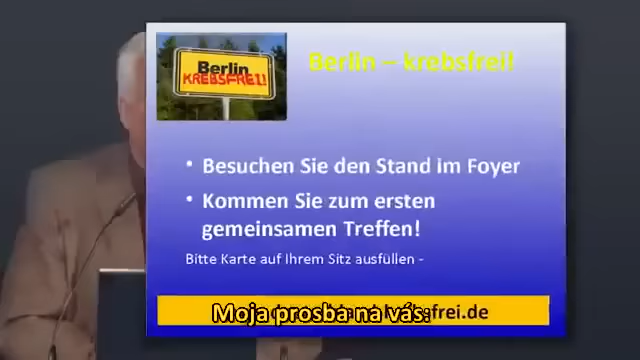 Berlin
KREBSFREI!
Berlin – krebsfrei!
• Besuchen Sie den Stand im Foyer
• Kommen Sie zum ersten
gemeinsamen Treffen!
Bitte Karte auf Ihrem Sitz ausfüllen -
frei.de
Moja prosba na vás: